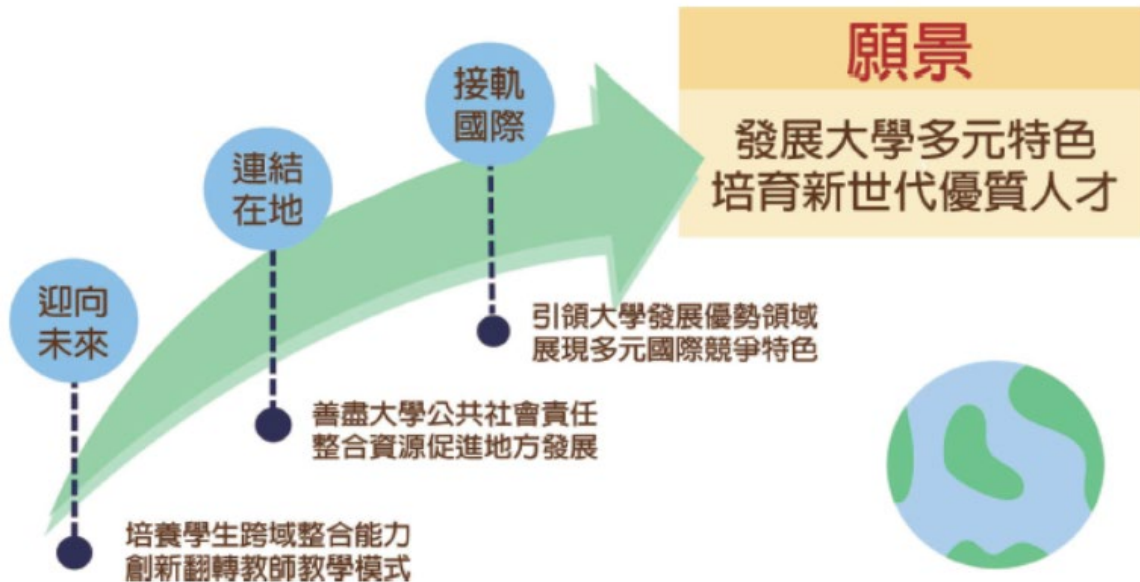 願景
發展大學多元特色
培育新世代優質人才
接軌
國際
引領大學發展優勢領域
展現多元國際競爭特色
連結
在地
善盡大學公共社會責任
整合資源促進地方發展
迎向
未來
培養學生跨域整合能力
創新翻轉教師教學模式